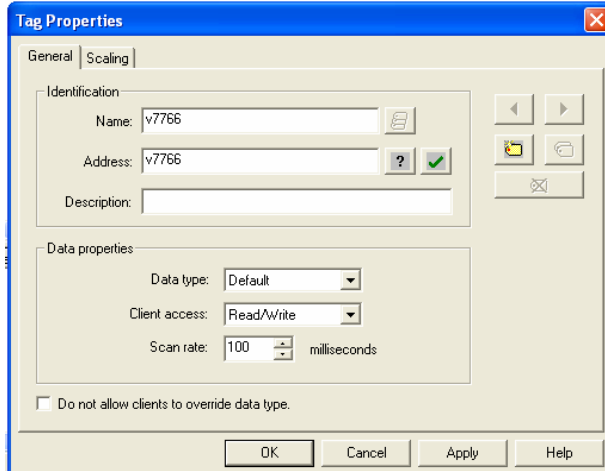 Tag Properties
General Scaling
Identification
Name: v7766
Address: v7766 ?
Description:
Data properties
Data type: Default
Client access: Read/Write
Scan rate: 100 milliseconds
Do not allow clients to override data type.
OK Cancel Apply Help